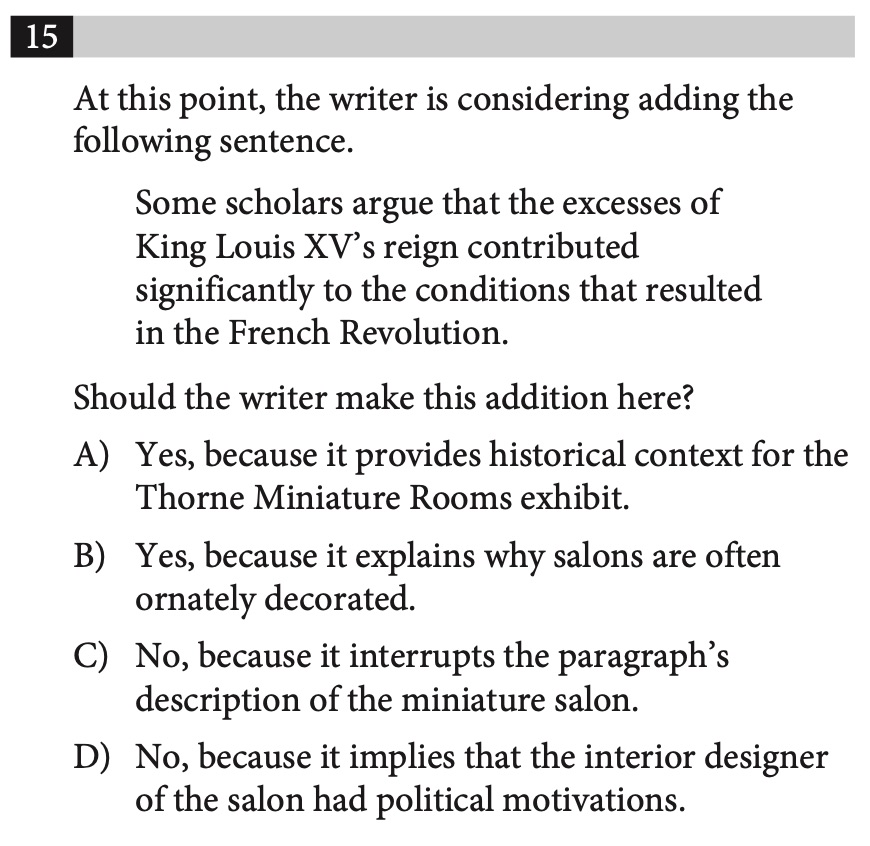 15
At this point, the writer is considering adding the
following sentence.
Some scholars argue that the excesses of
King Louis XV’s reign contributed
significantly to the conditions that resulted
in the French Revolution.
Should the writer make this addition here?
A) Yes, because it provides historical context for the
Thorne Miniature Rooms exhibit.
B) Yes, because it explains why salons are often
ornately decorated.
C) No, because it interrupts the paragraph’s
description of the miniature salon.
D) No, because it implies that the interior designer
of the salon had political motivations.